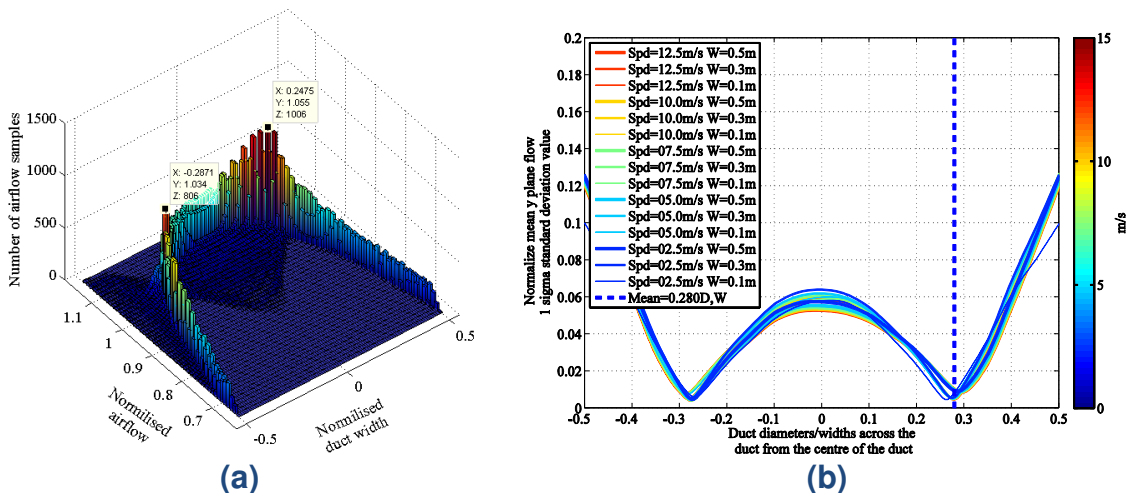 X: 0.2475
Y: 1.055
Z: 1006
X: -0.2871
Y: 1.034
Z: 806
Number of airflow samples
1500
1000
500
0
1.1
1
0.9
0.8
0.7
Normilised
airflow
-0.5
0
0.5
Nornilised
duct width
(a)
Normalize mean y plane flow
1 sigma standard deviation value
0.2
0.18
0.16
0.14
0.12
0.1
0.08
0.06
0.04
0.02
0
Spd=12.5m/s W=0.5m
Spd=12.5m/s W=0.3m
Spd=12.5m/s W=0.1m
Spd=10.0m/s W=0.5m
Spd=10.0m/s W=0.3m
Spd=10.0m/s W=0.1m
Spd=07.5m/s W=0.5m
Spd=07.5m/s W=0.3m
Spd=07.5m/s W=0.1m
Spd=05.0m/s W=0.5m
Spd=05.0m/s W=0.3m
Spd=05.0m/s W=0.1m
Spd=02.5m/s W=0.5m
Spd=02.5m/s W=0.3m
Spd=02.5m/s W=0.1m
Mean=0.280D,W
-0.5 -0.4 -0.3 -0.2 -0.1 0 0.1 0.2 0.3 0.4 0.5
Duct diameters/widths across the
duct from the centre of the duct
15
10
5
0
m/s
(b)